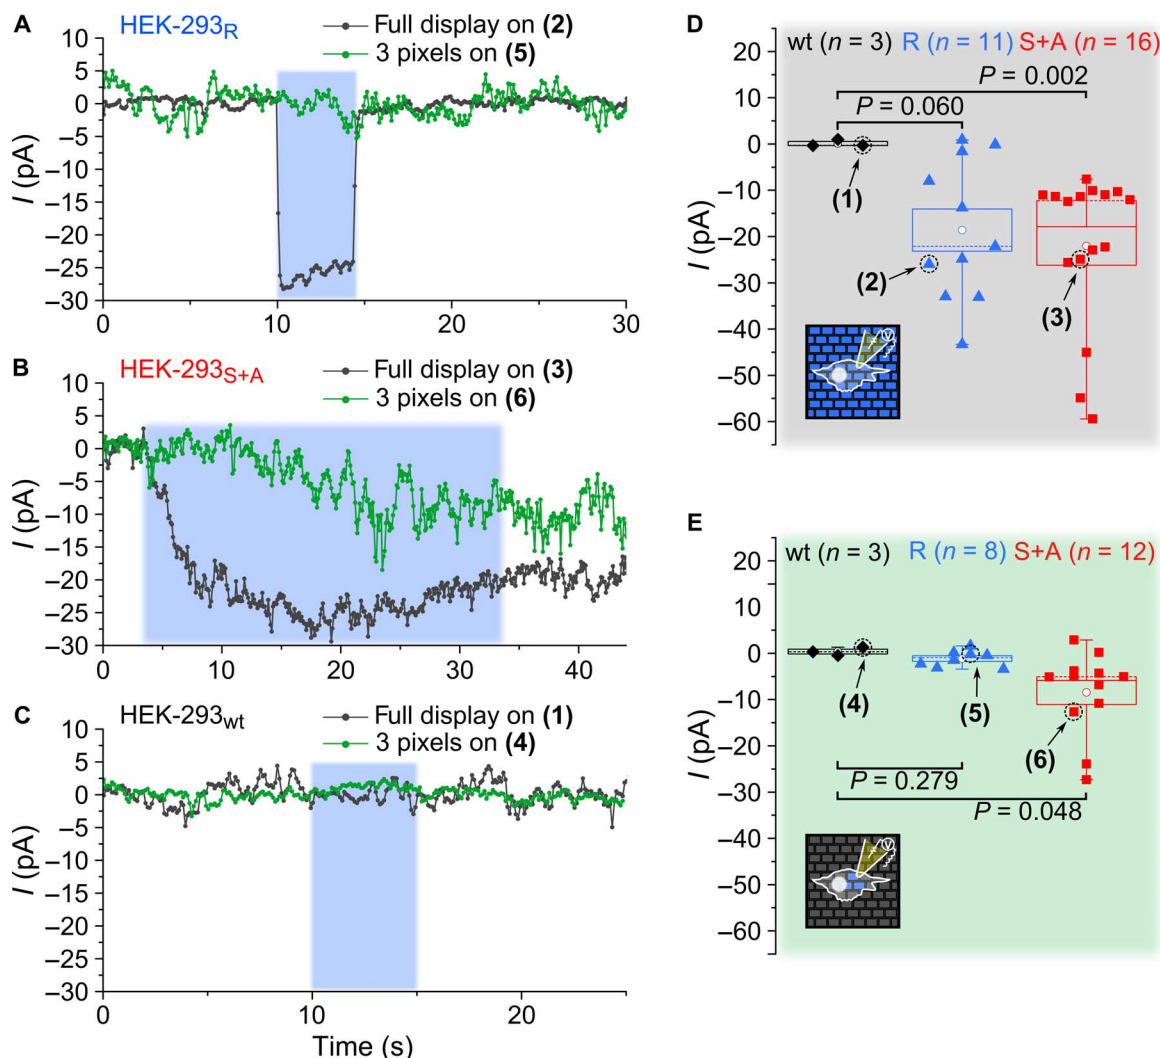 A
HEK-293R
Full display on (2)
3 pixels on (5)
I (pA)
10
5
0
–5
–10
–15
–20
–25
–30
0
10
20
30
B
HEK-293S+A
Full display on (3)
3 pixels on (6)
I (pA)
10
5
0
–5
–10
–15
–20
–25
–30
0
10
20
30
40
C
HEK-293wt
Full display on (1)
3 pixels on (4)
I (pA)
10
5
0
–5
–10
–15
–20
–25
–30
0
10
20
Time (s)
D
wt (n = 3) R (n = 11) S+A (n = 16)
P = 0.002
P = 0.060
I (pA)
20
10
0
–10
–20
–30
–40
–50
–60
(1)
(2)
(3)
V
E
wt (n = 3) R (n = 8) S+A (n = 12)
I (pA)
20
10
0
–10
–20
–30
–40
–50
–60
(4)
(5)
(6)
P = 0.279
P = 0.048
V